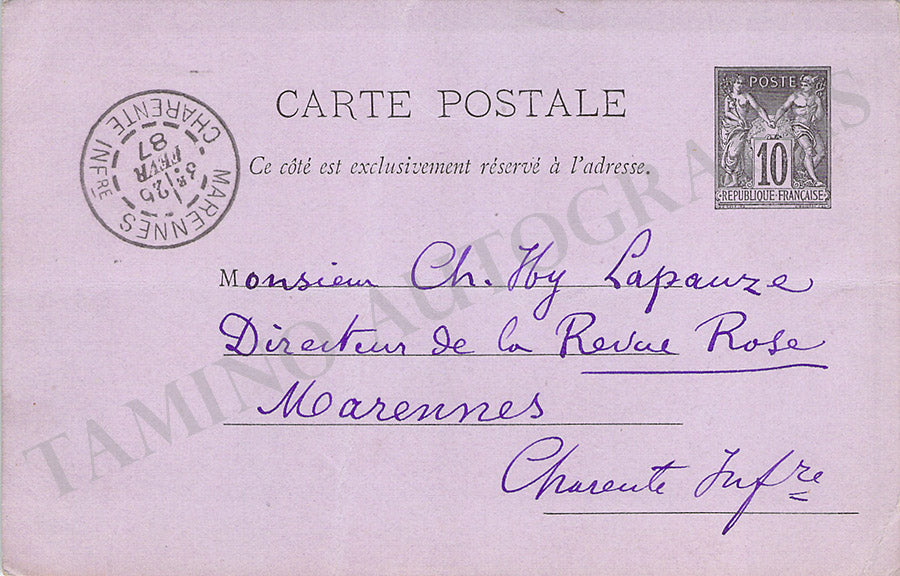 CARTE POSTALE
Ce côté est exclusivement réservé à l'adresse.
POSTE
10
REPUBLIQUE FRANÇAISE
MARENNES
CHARENTE INFRE
3E
25
FEVR
87
Monsieur Ch. Hy Lapauze
Directeur de la Revue Rose
Marennes
Charente Infre
TAMINO AUTOGRAPHS